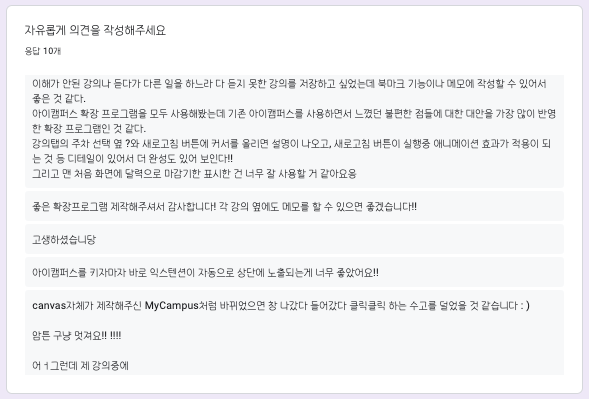 자유롭게 의견을 작성해주세요
응답 10개
이해가 안된 강의나 듣다가 다른 일을 하느라 다 듣지 못한 강의를 저장하고 싶었는데 북마크 기능이나 메모에 작성할 수 있어서
좋은 것 같다.
아이캠퍼스 확장 프로그램을 모두 사용해봤는데 기존 아이캠퍼스를 사용하면서 느꼈던 불편한 점들에 대한 대안을 가장 많이 반영
한 확장 프로그램인 것 같다.
강의탭의 주차 선택 옆 ?와 새로고침 버튼에 커서를 올리면 설명이 나오고, 새로고침 버튼이 실행중 애니메이션 효과가 적용이 되
는 것 등 디테일이 있어서 더 완성도 있어 보인다!!
그리고 맨 처음 화면에 달력으로 마감기한 표시한 건 너무 잘 사용할 거 같아요옹
좋은 확장프로그램 제작해주셔서 감사합니다! 각 강의 옆에도 메모를 할 수 있으면 좋겠습니다!!
고생하셨습니당
아이캠퍼스를 키자마자 바로 익스텐션이 자동으로 상단에 노출되는게 너무 좋았어요!!
canvas자체가 제작해주신 MyCampus처럼 바뀌었으면 창 나갔다 들어갔다 클릭클릭 하는 수고를 덜었을 것 같습니다 : )
암튼 구냥 멋져요!! !!!!
어 ㅕ그런데 제 강의중에